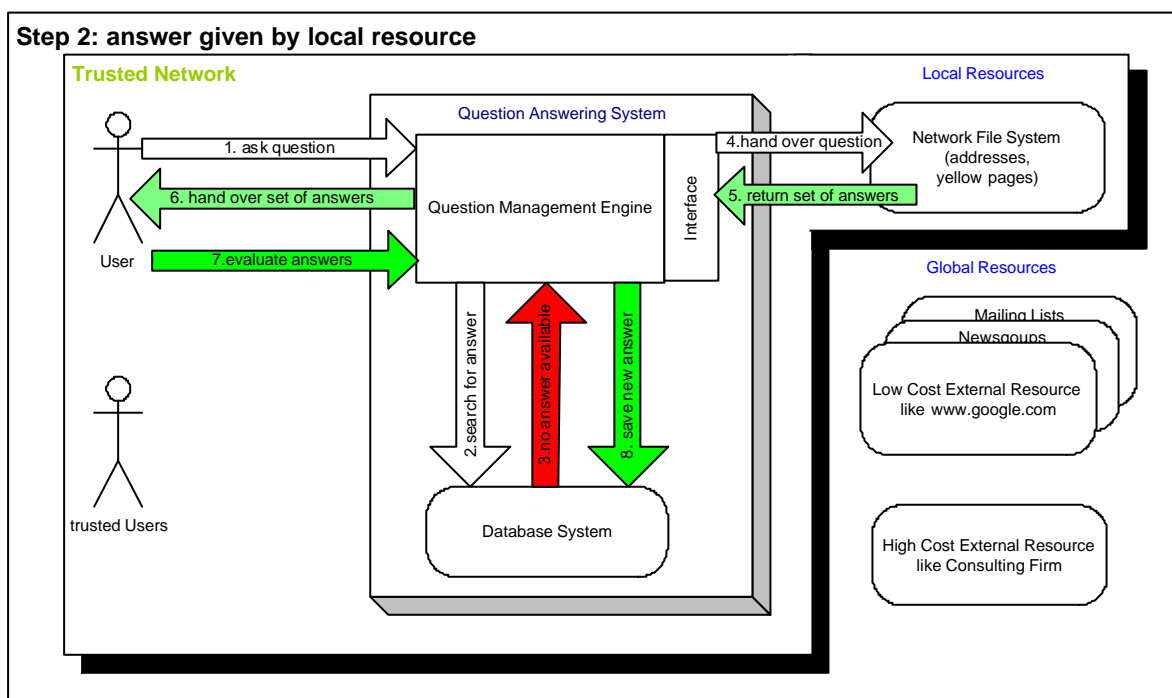 Step 2: answer given by local resource
Trusted Network
Local Resources
Question Answering System
1. ask question
4.hand over question
Network File System
(addresses,
yellow pages)
6. hand over set of answers
5. return set of answers
Question Management Engine
Interface
User
7.evaluate answers
Global Resources
Mailing Lists
Newsgoups
Low Cost External Resource
like www.google.com
2.search for answer
3.no answer available
8. save new answer
trusted Users
Database System
High Cost External Resource
like Consulting Firm